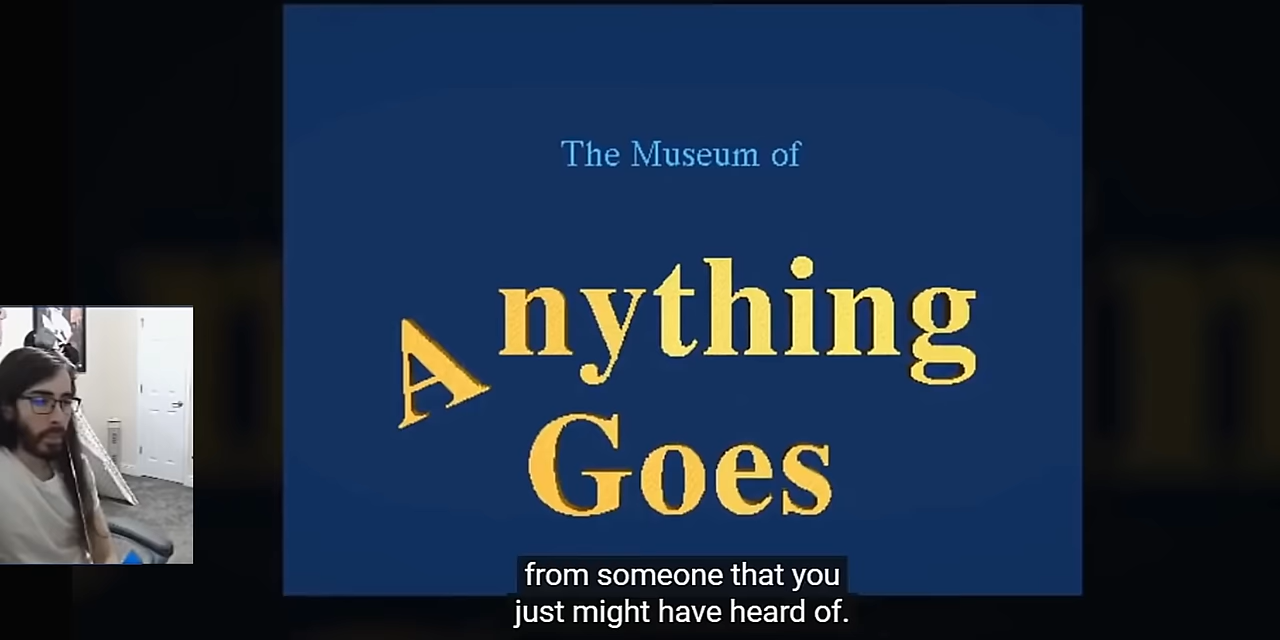 The Museum of
Anything
Goes
from someone that you
just might have heard of.